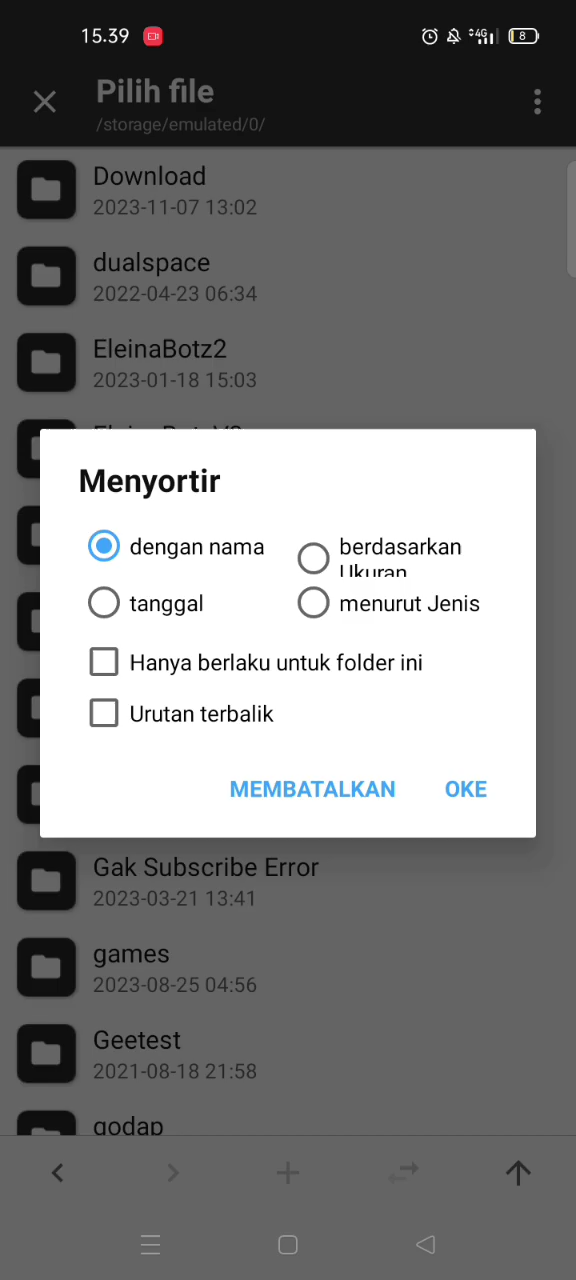 15.39
4G
8
Pilih file
/storage/emulated/0/
Download
2023-11-07 13:02
dualspace
2022-04-23 06:34
EleinaBotz2
2023-01-18 15:03
Menyortir
dengan nama
berdasarkan
Ukuran
tanggal
menurut Jenis
Hanya berlaku untuk folder ini
Urutan terbalik
MEMBATALKAN
OKE
Gak Subscribe Error
2023-03-21 13:41
games
2023-08-25 04:56
Geetest
2021-08-18 21:58
godap